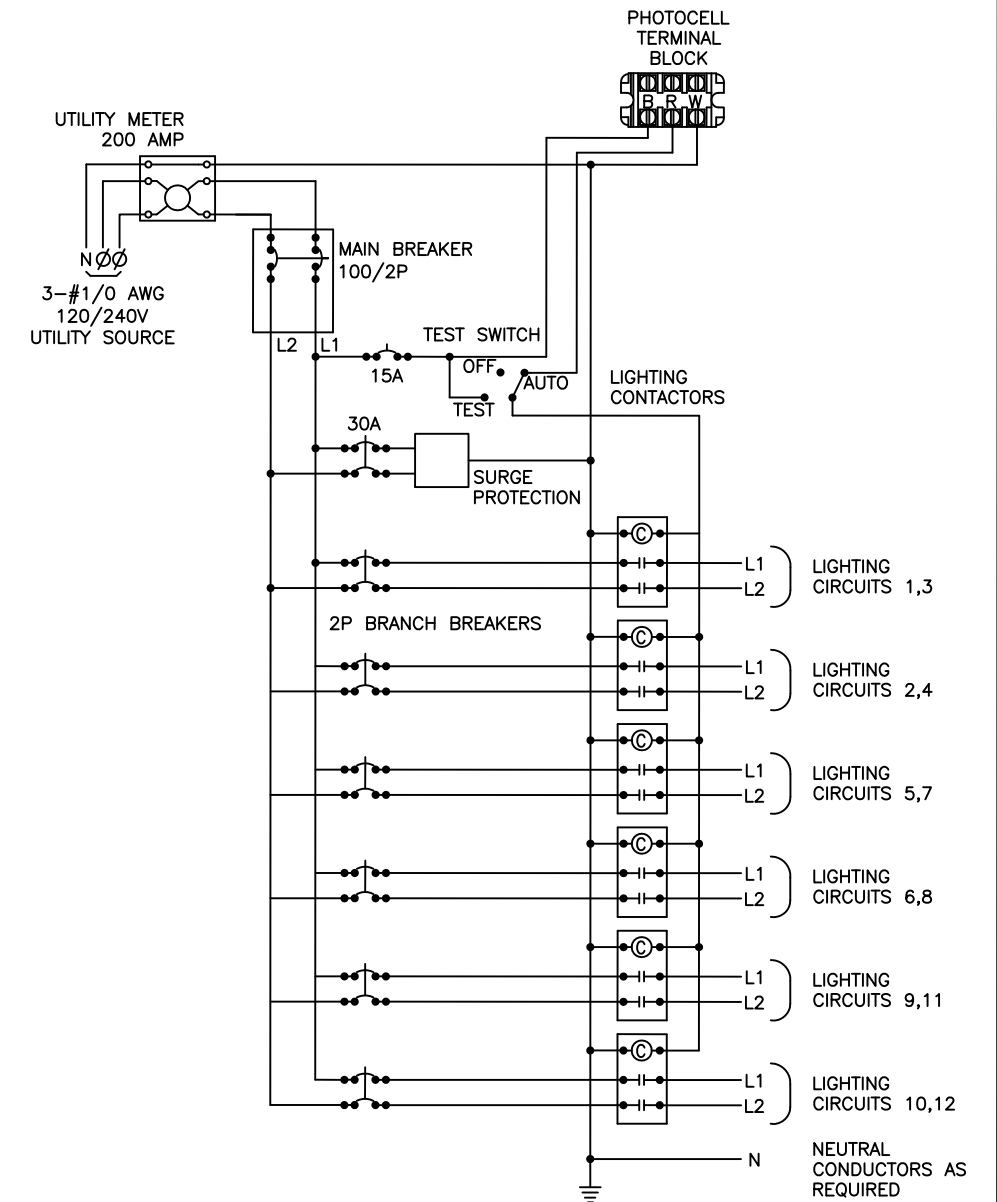 PHOTOCELL
TERMINAL
BLOCK
B R W
UTILITY METER
200 AMP
N ØØ
3-#1/0 AWG
120/240V
UTILITY SOURCE
MAIN BREAKER
100/2P
L2 L1
TEST SWITCH
OFF
AUTO
TEST
15A
LIGHTING
CONTACTORS
30A
SURGE
PROTECTION
C
L1
L2
LIGHTING
CIRCUITS 1,3
2P BRANCH BREAKERS
C
L1
L2
LIGHTING
CIRCUITS 2,4
C
L1
L2
LIGHTING
CIRCUITS 5,7
C
L1
L2
LIGHTING
CIRCUITS 6,8
C
L1
L2
LIGHTING
CIRCUITS 9,11
C
L1
L2
LIGHTING
CIRCUITS 10,12
N
NEUTRAL
CONDUCTORS AS
REQUIRED